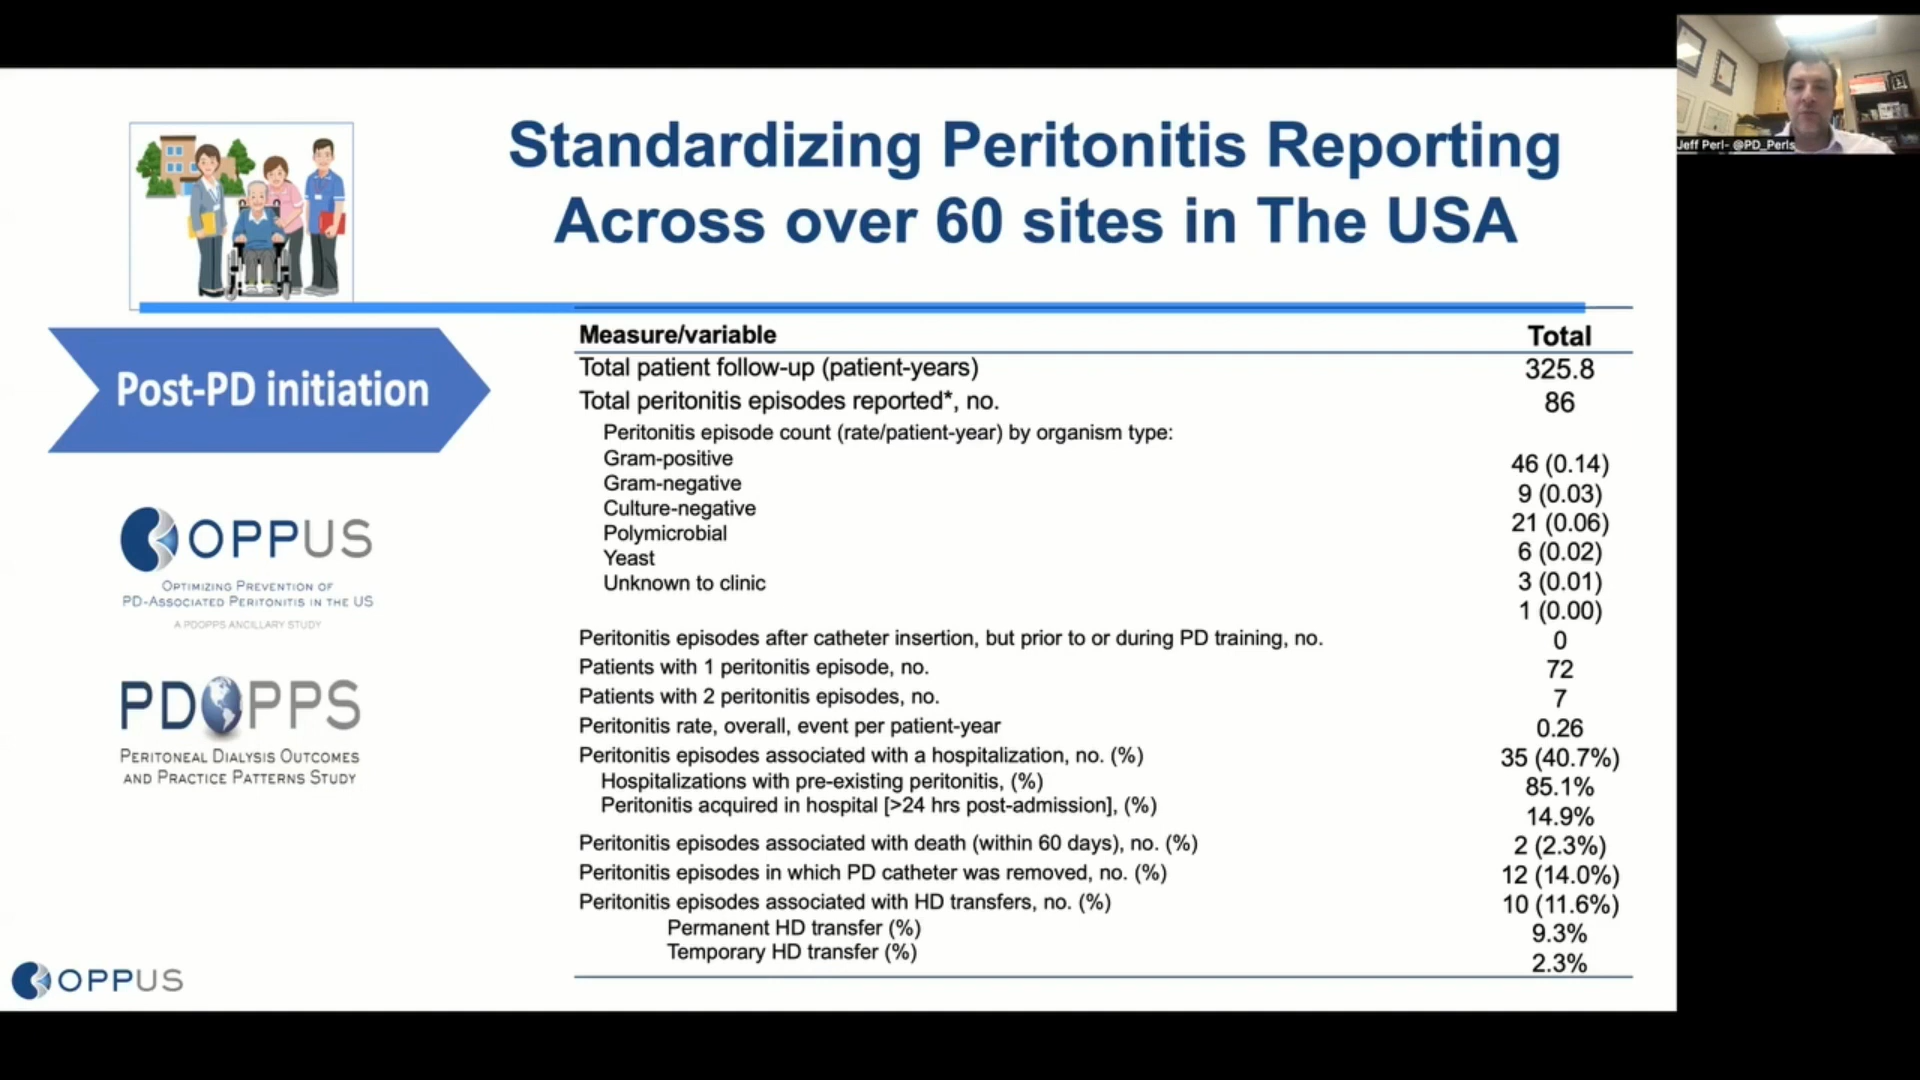 Standardizing Peritonitis Reporting
Across over 60 sites in The USA
Jeff Perl- @PD_Perls
Post-PD initiation
OPPUS
OPTIMIZING PREVENTION OF
PD-ASSOCIATED PERITONITIS IN THE US
A PDOPPS ANCILLARY STUDY
PDOPPS
PERITONEAL DIALYSIS OUTCOMES
AND PRACTICE PATTERNS STUDY
OPPUS
Measure/variable Total
Total patient follow-up (patient-years) 325.8
Total peritonitis episodes reported*, no. 86
Peritonitis episode count (rate/patient-year) by organism type:
Gram-positive 46 (0.14)
Gram-negative 9 (0.03)
Culture-negative 21 (0.06)
Polymicrobial 6 (0.02)
Yeast 3 (0.01)
Unknown to clinic 1 (0.00)
Peritonitis episodes after catheter insertion, but prior to or during PD training, no. 0
Patients with 1 peritonitis episode, no. 72
Patients with 2 peritonitis episodes, no. 7
Peritonitis rate, overall, event per patient-year 0.26
Peritonitis episodes associated with a hospitalization, no. (%) 35 (40.7%)
Hospitalizations with pre-existing peritonitis, (%) 85.1%
Peritonitis acquired in hospital [>24 hrs post-admission], (%) 14.9%
Peritonitis episodes associated with death (within 60 days), no. (%) 2 (2.3%)
Peritonitis episodes in which PD catheter was removed, no. (%) 12 (14.0%)
Peritonitis episodes associated with HD transfers, no. (%) 10 (11.6%)
Permanent HD transfer (%) 9.3%
Temporary HD transfer (%) 2.3%